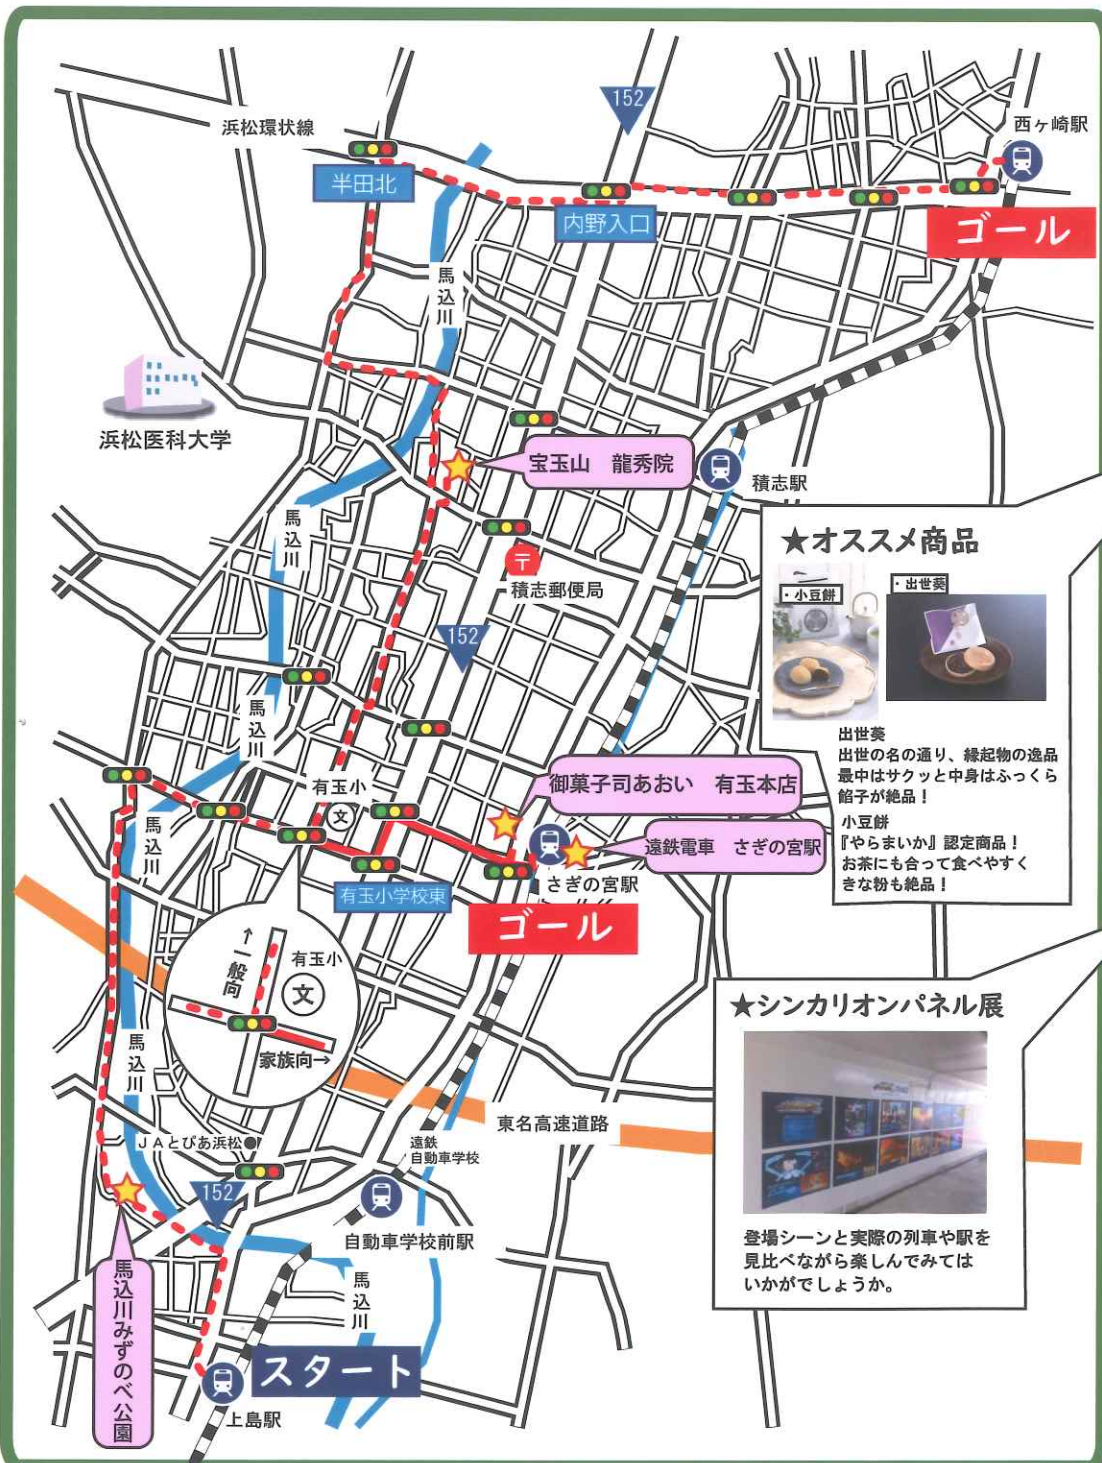 152
浜松環状線
西ヶ崎駅
半田北
内野入口
ゴール
馬込川
浜松医科大学
宝玉山　龍秀院
積志駅
馬込川
〒
積志郵便局
★オススメ商品
・小豆餅
・出世葵
出世葵
出世の名の通り、縁起物の逸品
最中はサクッと中身はふっくら
餡子が絶品！
小豆餅
『やらまいか』認定商品！
お茶にも合って食べやすく
きな粉も絶品！
152
馬込川
有玉小
文
御菓子司あおい　有玉本店
馬込川
遠鉄電車　さぎの宮駅
さぎの宮駅
有玉小学校東
ゴール
↑一般向
有玉小
文
家族向→
★シンカリオンパネル展
登場シーンと実際の列車や駅を
見比べながら楽しんでみては
いかがでしょうか。
馬込川
東名高速道路
ＪＡとぴあ浜松●
遠鉄
自動車学校
152
自動車学校前駅
馬込川
馬込川みずのべ公園
スタート
上島駅